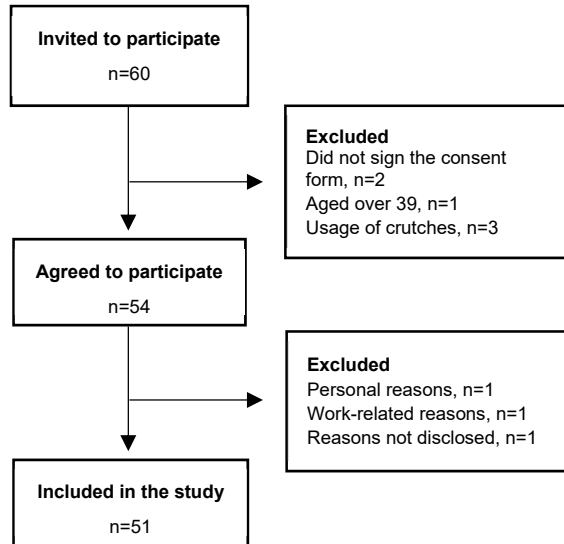 Invited to participate
n=60
Excluded
Did not sign the consent
form, n=2
Aged over 39, n=1
Usage of crutches, n=3
Agreed to participate
n=54
Excluded
Personal reasons, n=1
Work-related reasons, n=1
Reasons not disclosed, n=1
Included in the study
n=51